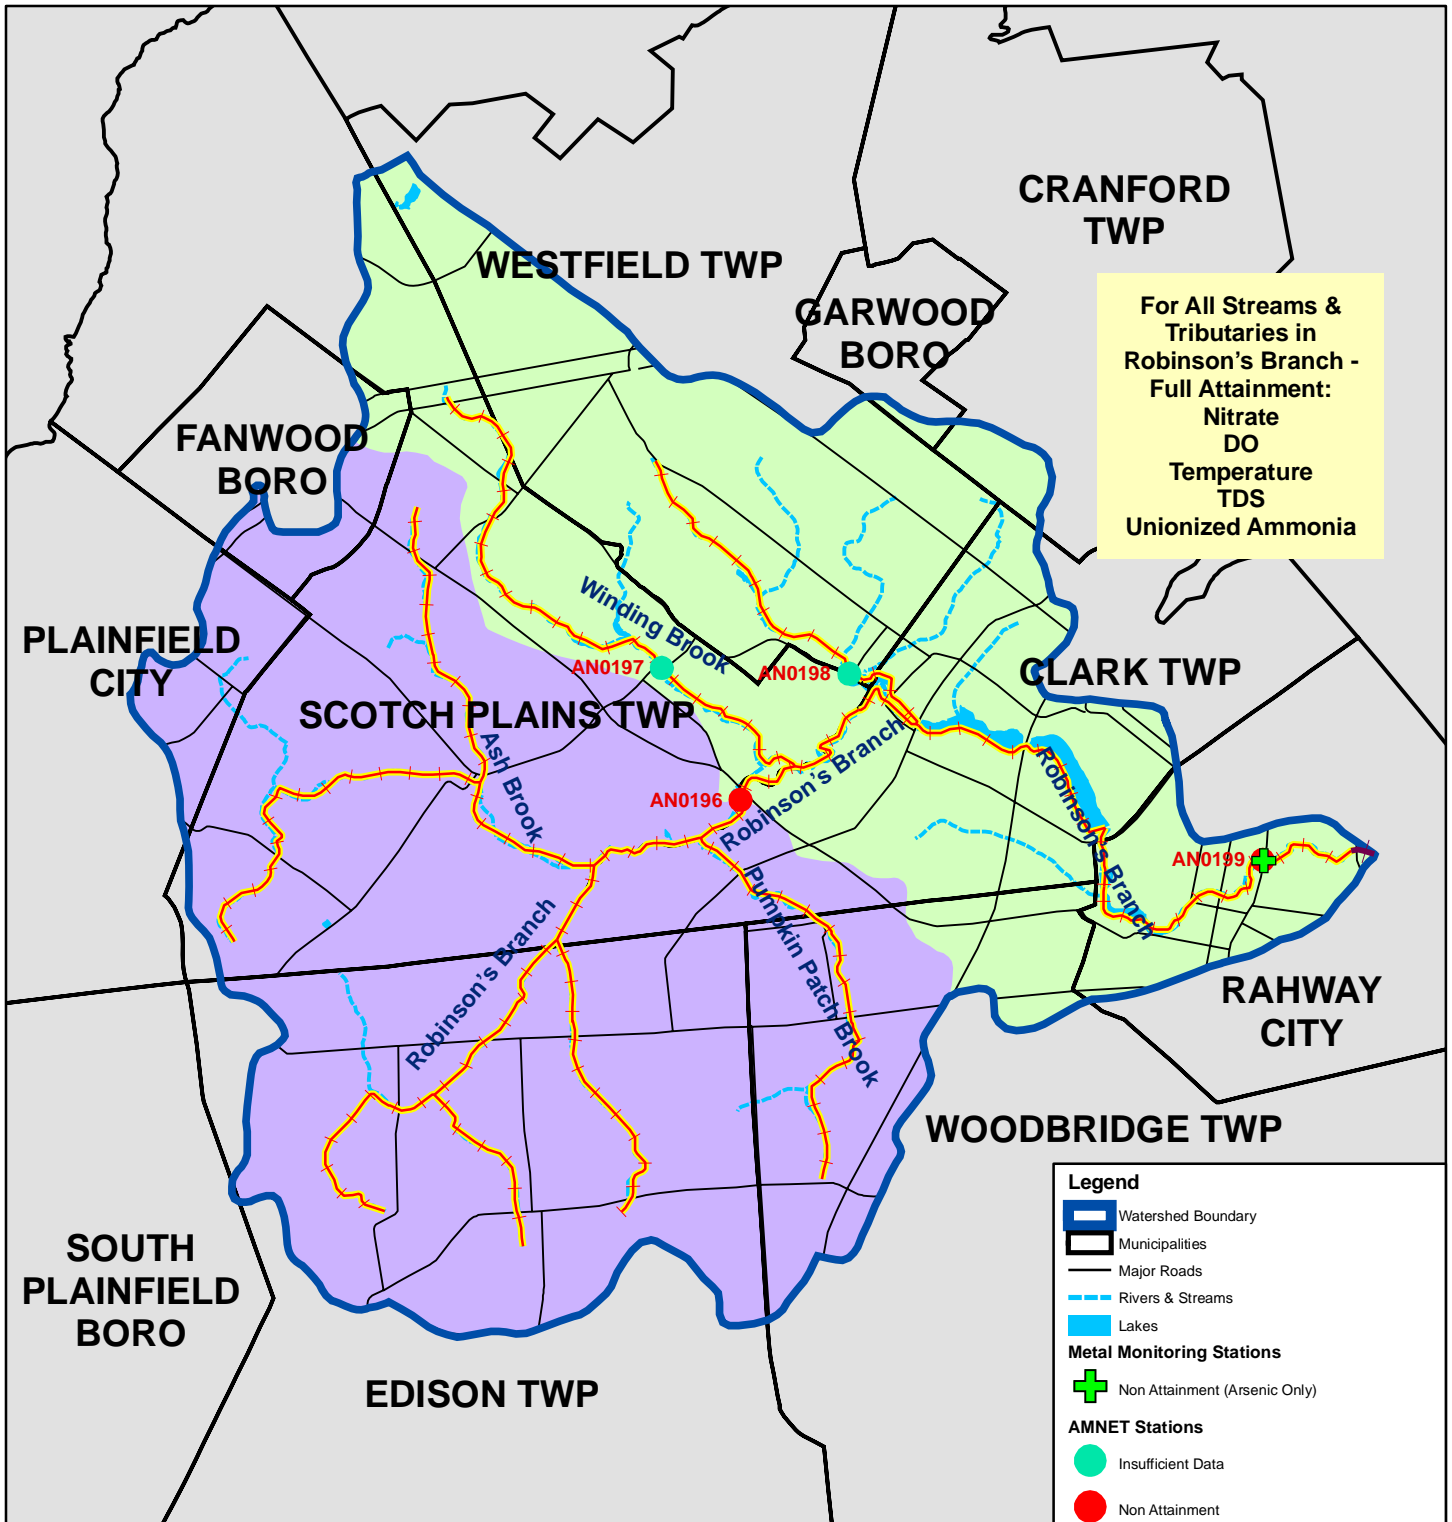 CRANFORD
TWP
WESTFIELD TWP
GARWOOD
BORO
For All Streams &
Tributaries in
Robinson's Branch -
Full Attainment:
Nitrate
DO
Temperature
TDS
Unionized Ammonia
FANWOOD
BORO
PLAINFIELD
CITY
Winding Brook
AN0197
AN0198
CLARK TWP
SCOTCH PLAINS TWP
Ash Brook
Robinson's Branch
AN0196
Robinson's Branch
AN0199
Pumpkin Patch Brook
Robinson's Branch
RAHWAY
CITY
WOODBRIDGE TWP
SOUTH
PLAINFIELD
BORO
EDISON TWP
Legend
Watershed Boundary
Municipalities
Major Roads
Rivers & Streams
Lakes
Metal Monitoring Stations
Non Attainment (Arsenic Only)
AMNET Stations
Insufficient Data
Non Attainment